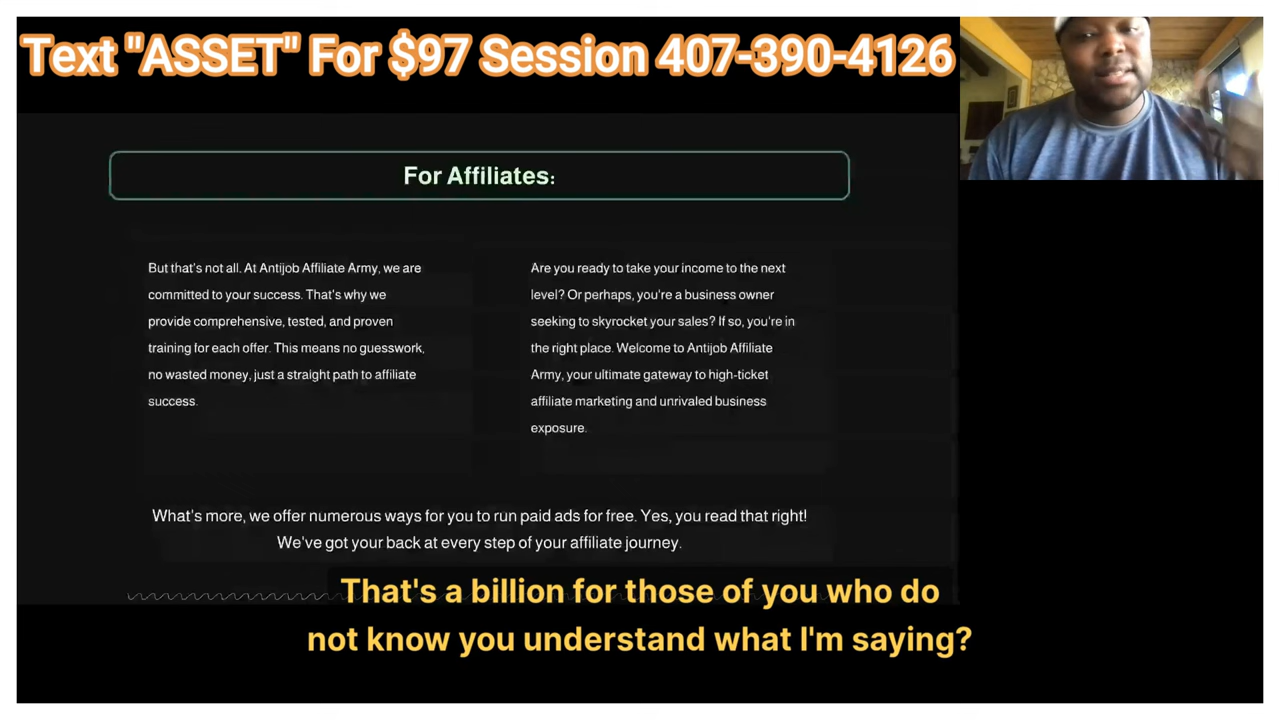 Text "ASSET" For $97 Session 407-390-4126
For Affiliates:
But that's not all. At Antijob Affiliate Army, we are
committed to your success. That's why we
provide comprehensive, tested, and proven
training for each offer. This means no guesswork,
no wasted money, just a straight path to affiliate
success.
Are you ready to take your income to the next
level? Or perhaps, you're a business owner
seeking to skyrocket your sales? If so, you're in
the right place. Welcome to Antijob Affiliate
Army, your ultimate gateway to high-ticket
affiliate marketing and unrivaled business
exposure.
What's more, we offer numerous ways for you to run paid ads for free. Yes, you read that right!
We've got your back at every step of your affiliate journey.
That's a billion for those of you who do
not know you understand what I'm saying?